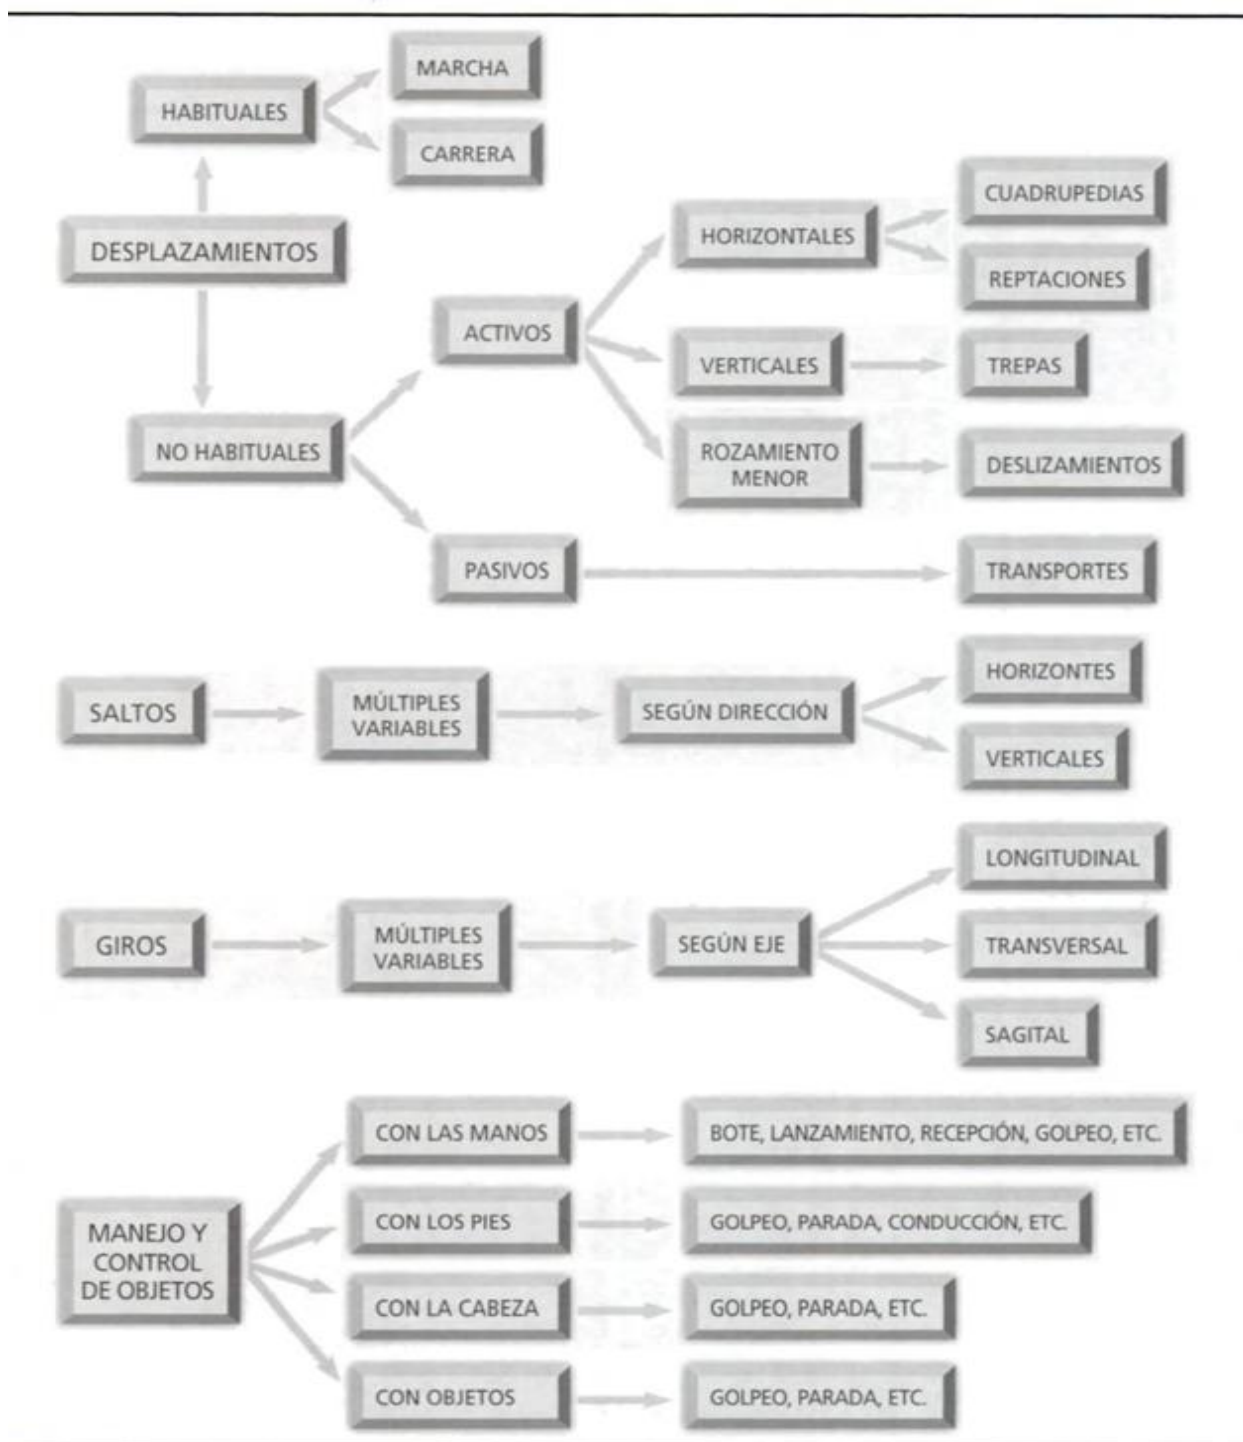 MARCHA
HABITUALES
CARRERA
DESPLAZAMIENTOS
CUADRUPEDIAS
HORIZONTALES
REPTACIONES
ACTIVOS
VERTICALES
TREPAS
NO HABITUALES
ROZAMIENTO
MENOR
DESLIZAMIENTOS
PASIVOS
TRANSPORTES
SALTOS
MÚLTIPLES
VARIABLES
SEGÚN DIRECCIÓN
HORIZONTES
VERTICALES
GIROS
MÚLTIPLES
VARIABLES
SEGÚN EJE
LONGITUDINAL
TRANSVERSAL
SAGITAL
MANEJO Y
CONTROL
DE OBJETOS
CON LAS MANOS
BOTE, LANZAMIENTO, RECEPCIÓN, GOLPEO, ETC.
CON LOS PIES
GOLPEO, PARADA, CONDUCCIÓN, ETC.
CON LA CABEZA
GOLPEO, PARADA, ETC.
CON OBJETOS
GOLPEO, PARADA, ETC.